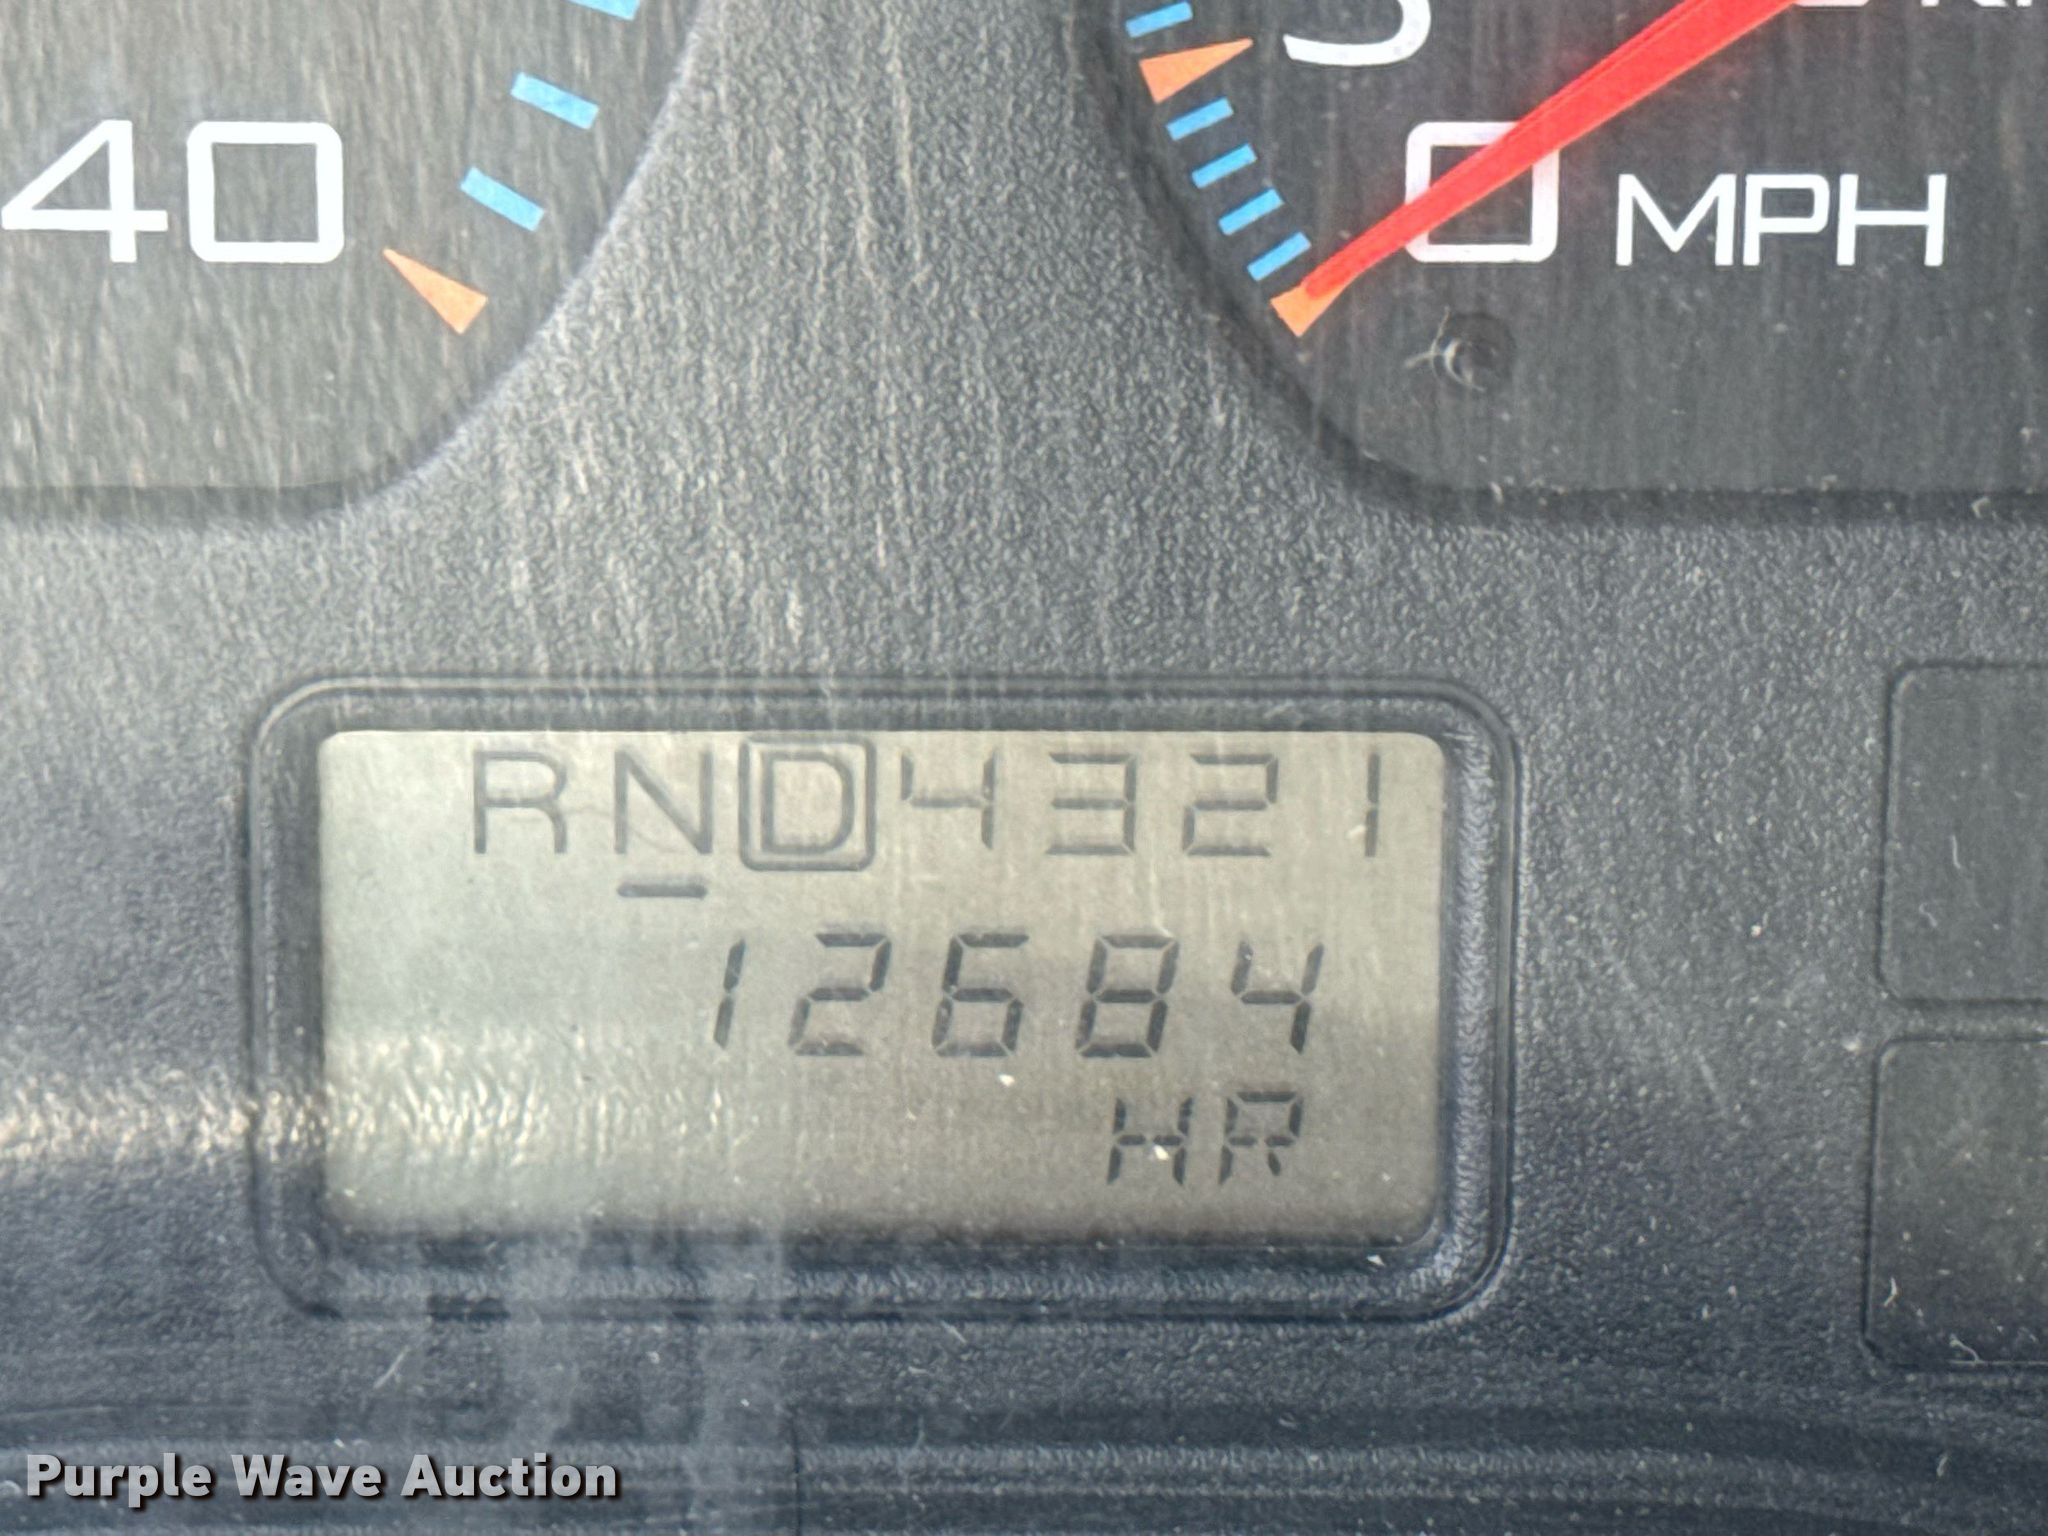 40
0 MPH
RND4321
12684
HR
Purple Wave Auction